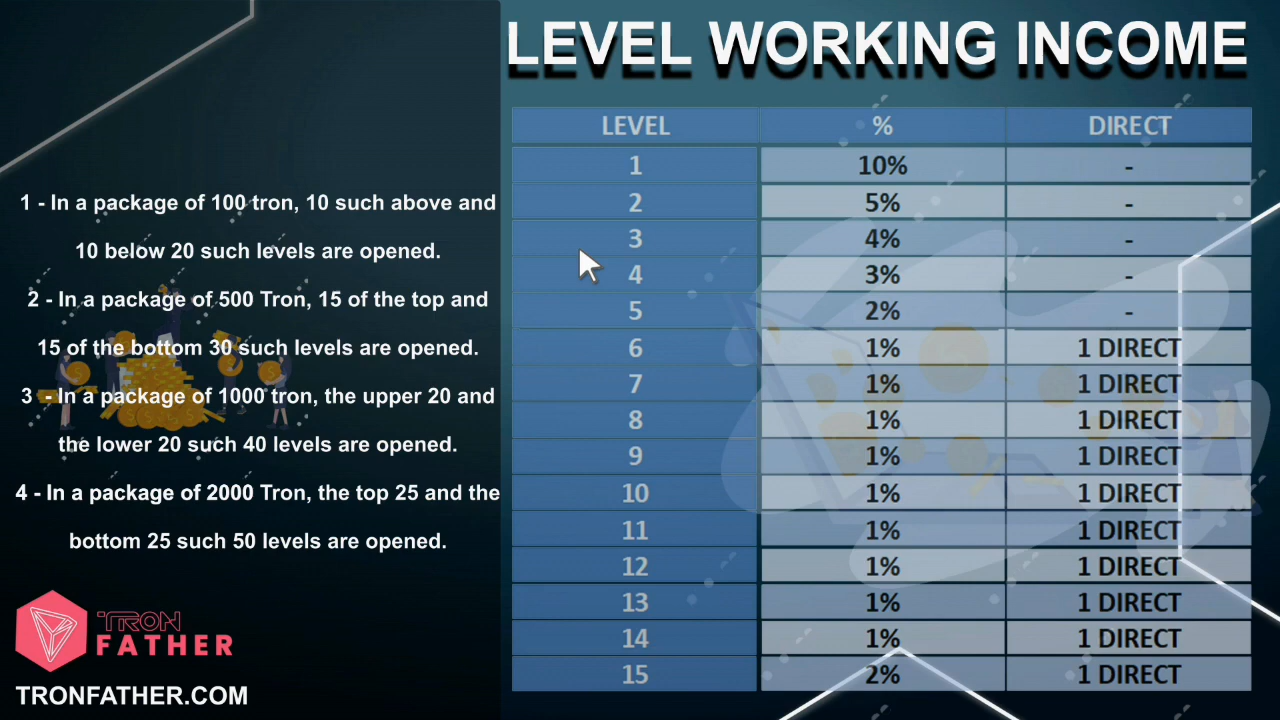 LEVEL WORKING INCOME
1 - In a package of 100 tron, 10 such above and
10 below 20 such levels are opened.
2 - In a package of 500 Tron, 15 of the top and
15 of the bottom 30 such levels are opened.
3 - In a package of 1000 tron, the upper 20 and
the lower 20 such 40 levels are opened.
4 - In a package of 2000 Tron, the top 25 and the
bottom 25 such 50 levels are opened.
TRON
FATHER
TRONFATHER.COM
LEVEL % DIRECT
1 10% -
2 5% -
3 4% -
4 3% -
5 2% -
6 1% 1 DIRECT
7 1% 1 DIRECT
8 1% 1 DIRECT
9 1% 1 DIRECT
10 1% 1 DIRECT
11 1% 1 DIRECT
12 1% 1 DIRECT
13 1% 1 DIRECT
14 1% 1 DIRECT
15 2% 1 DIRECT